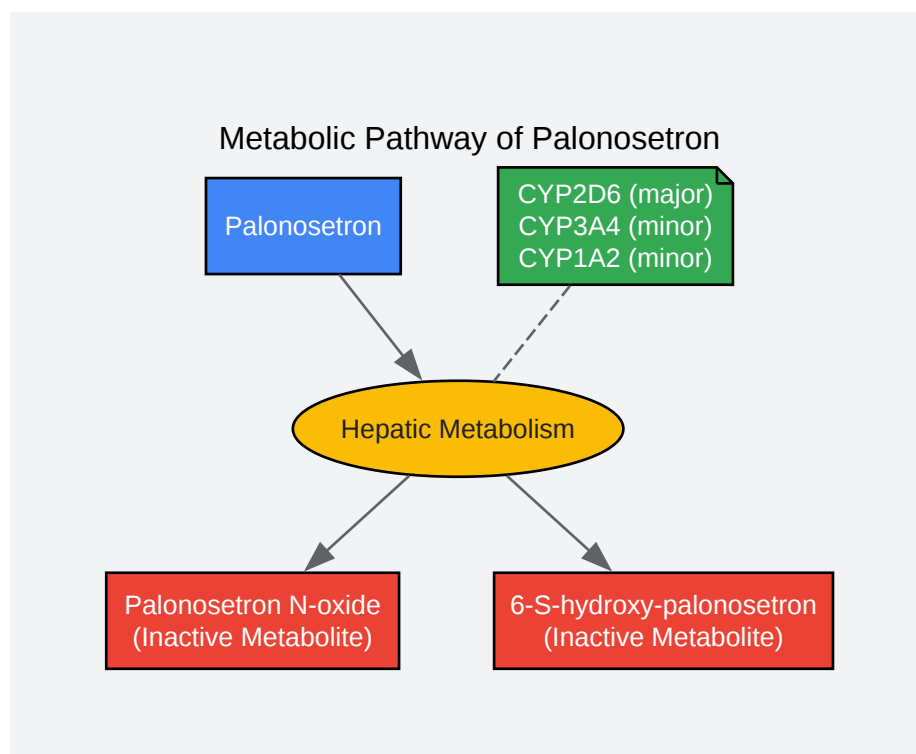 Metabolic Pathway of Palonosetron
Palonosetron
CYP2D6 (major)
CYP3A4 (minor)
CYP1A2 (minor)
Hepatic Metabolism
Palonosetron N-oxide
(Inactive Metabolite)
6-S-hydroxy-palonosetron
(Inactive Metabolite)